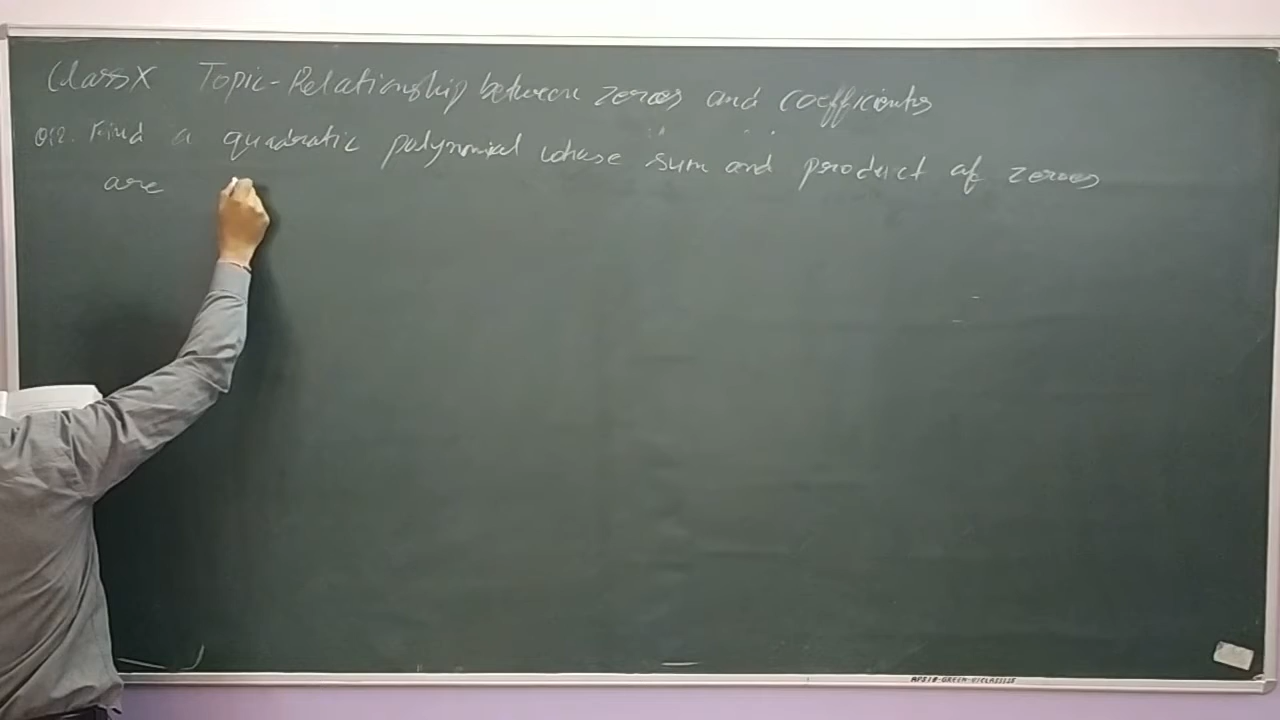 Class X Topic-Relationship between zeroes and coefficients
Q12. Find a quadratic polynomial whose sum and product of zeroes
are